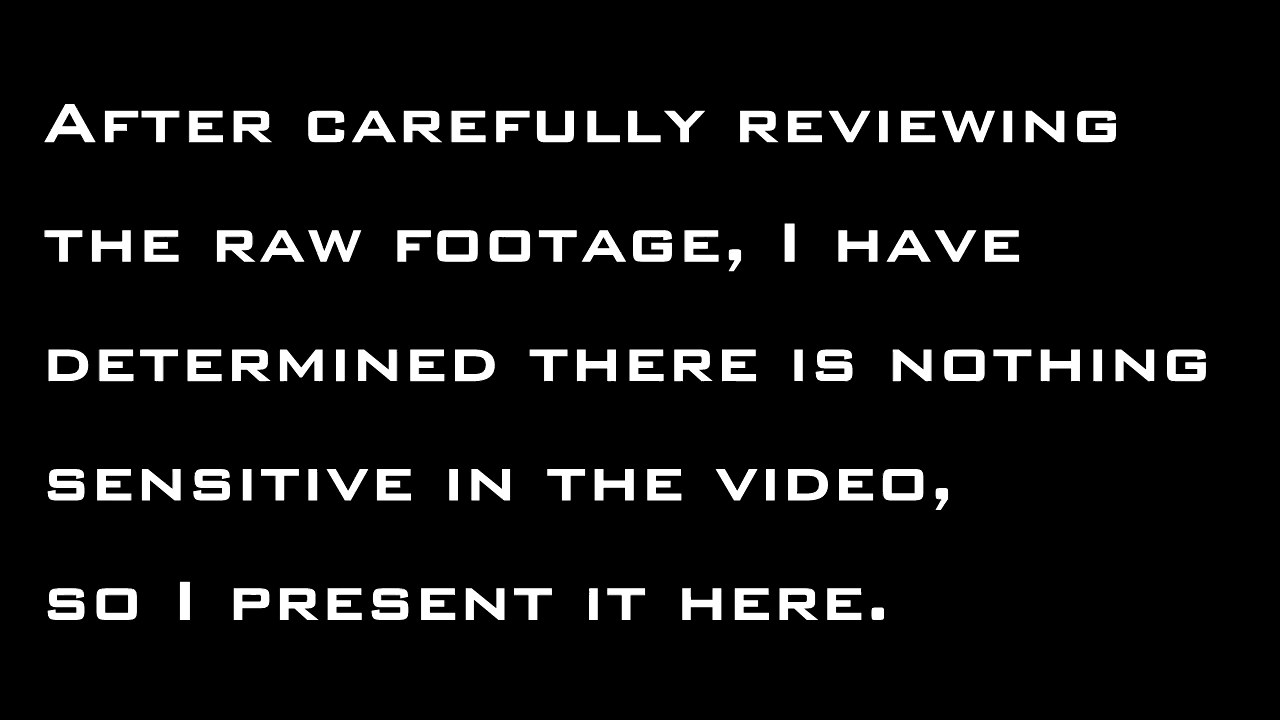 After carefully reviewing
the raw footage, I have
determined there is nothing
sensitive in the video,
so I present it here.